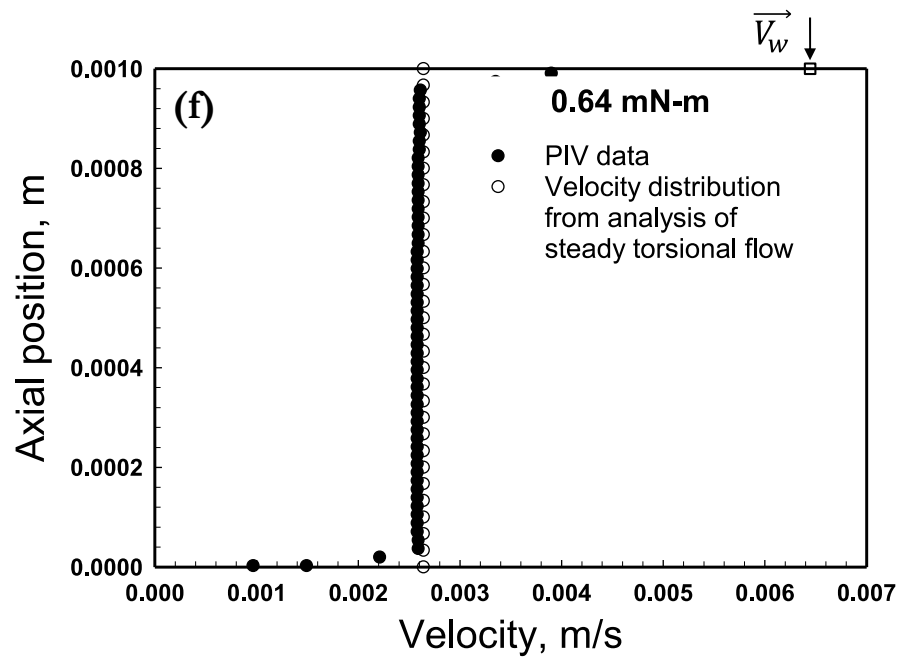 V_w
0.0010
(f)
0.64 mN-m
PIV data
Velocity distribution
from analysis of
steady torsional flow
0.0008
0.0006
0.0004
0.0002
0.0000
Axial position, m
0.000 0.001 0.002 0.003 0.004 0.005 0.006 0.007
Velocity, m/s